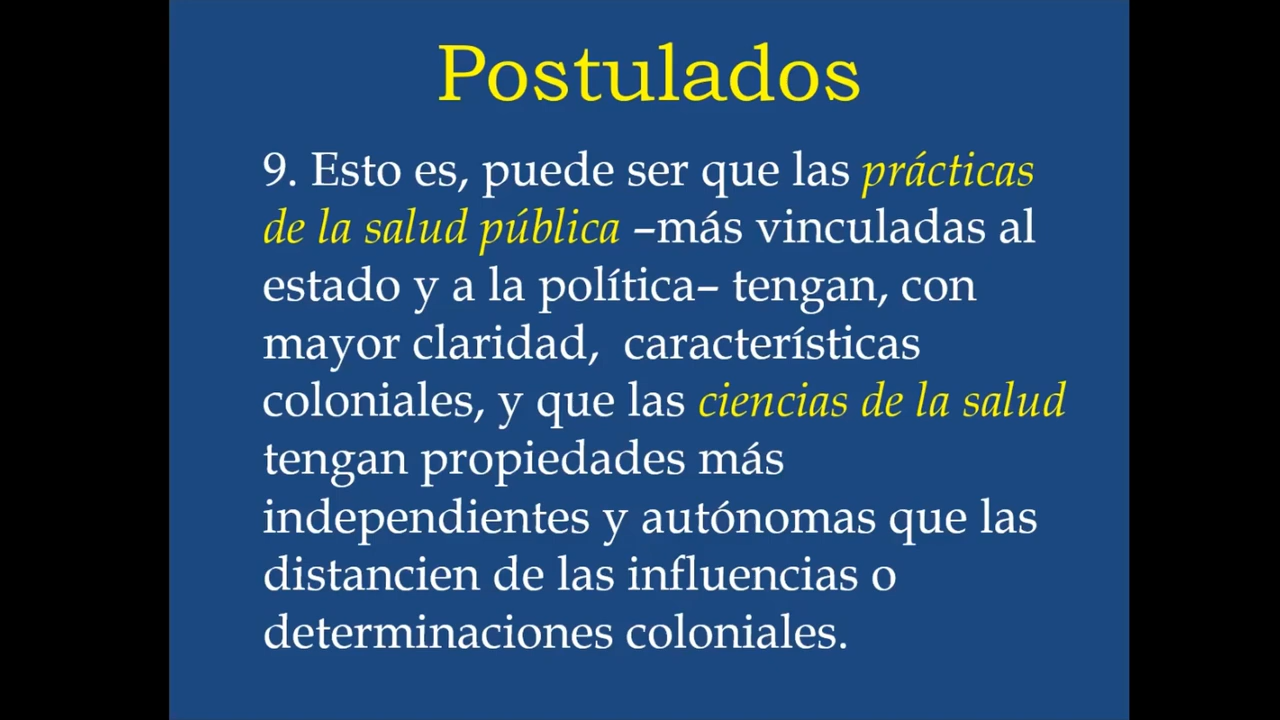 Postulados
9. Esto es, puede ser que las prácticas
de la salud pública –más vinculadas al
estado y a la política– tengan, con
mayor claridad,  características
coloniales, y que las ciencias de la salud
tengan propiedades más
independientes y autónomas que las
distancien de las influencias o
determinaciones coloniales.